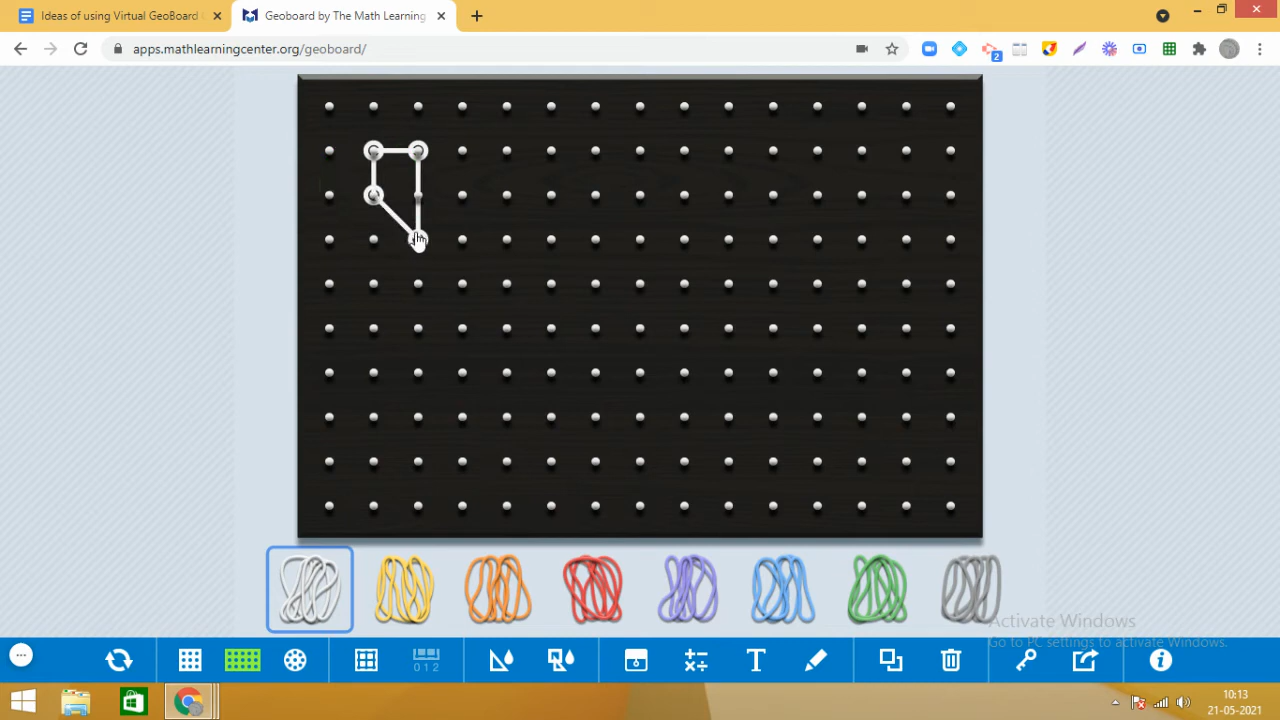 Ideas of using Virtual GeoBoard
Geoboard by The Math Learning
apps.mathlearningcenter.org/geoboard/
2
0 1 2
T
Activate Windows
Go to PC settings to activate Windows.
10:13
21-05-2021